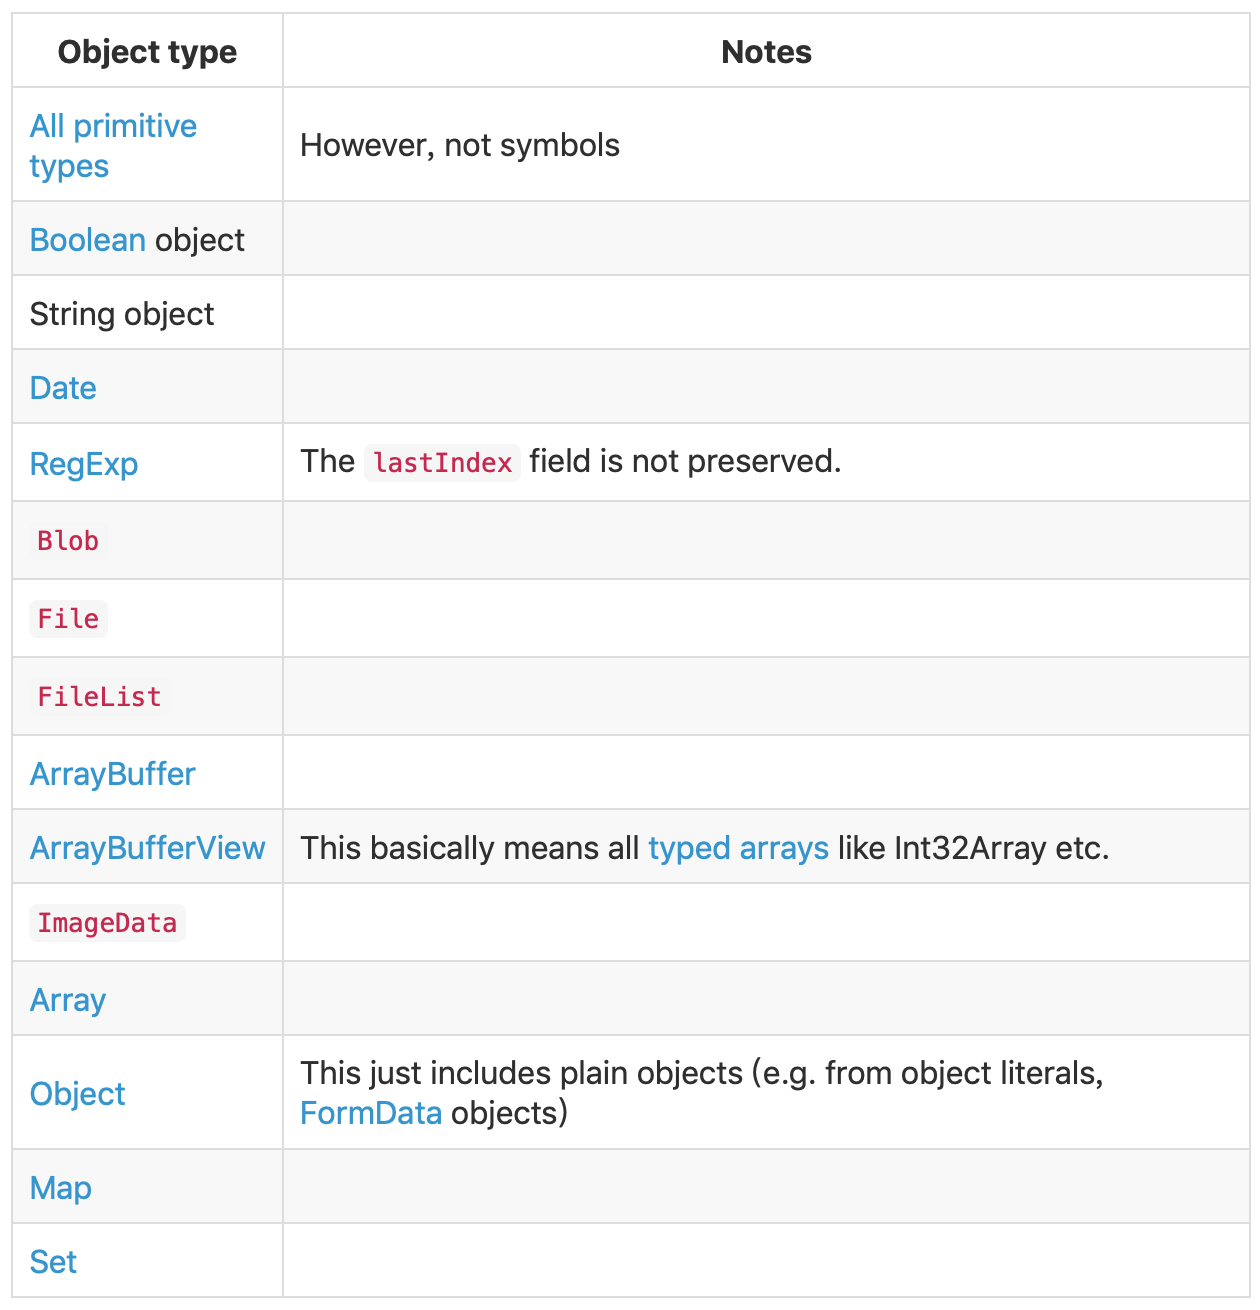 Object type
Notes
All primitive
types
However, not symbols
Boolean object
String object
Date
RegExp
The lastIndex field is not preserved.
Blob
File
FileList
ArrayBuffer
ArrayBufferView
This basically means all typed arrays like Int32Array etc.
ImageData
Array
Object
This just includes plain objects (e.g. from object literals,
FormData objects)
Map
Set